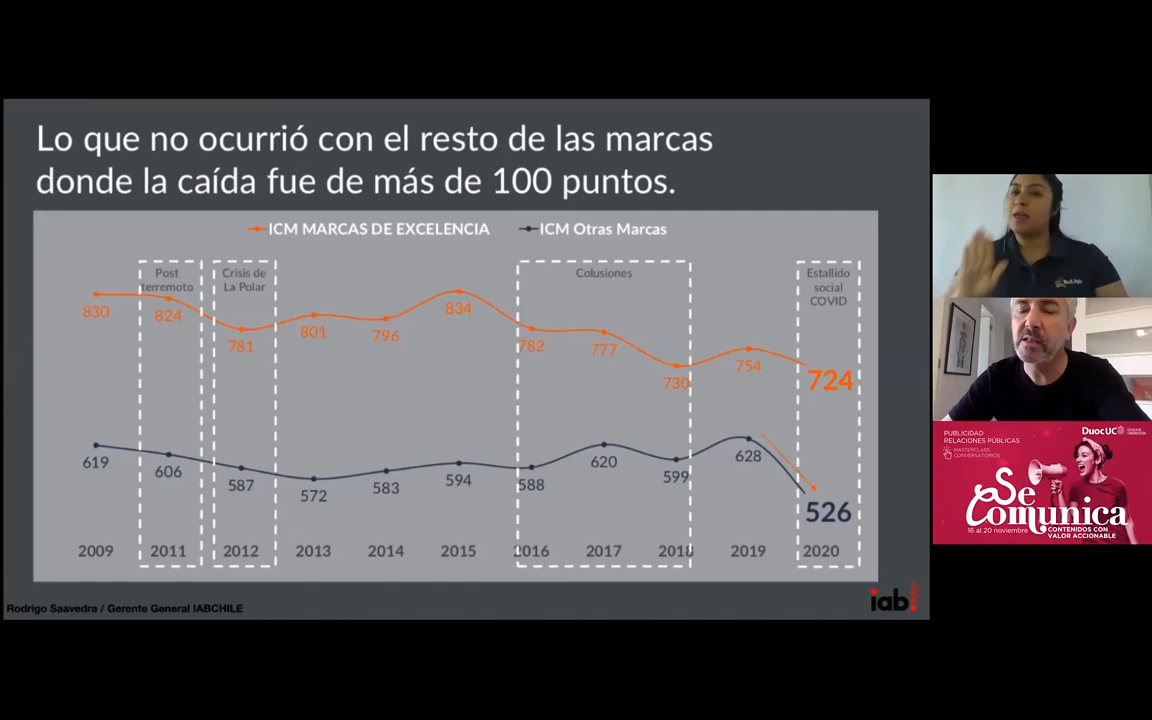 Lo que no ocurrió con el resto de las marcas
donde la caída fue de más de 100 puntos.
ICM MARCAS DE EXCELENCIA
ICM Otras Marcas
Post
terremoto
Crisis de
La Polar
Colusiones
Estallido
social
COVID
830
824
781
801
796
834
782
777
730
754
724
619
606
587
572
583
594
588
620
599
628
526
2009
2011
2012
2013
2014
2015
2016
2017
2018
2019
2020
Rodrigo Saavedra / Gerente General IABCHILE
iab
PUBLICIDAD
RELACIONES PÚBLICAS
MASTERCLASS
CONVERSATORIOS
DuocUC
Se
Comunica
16 al 20 noviembre
CONTENIDOS CON
VALOR ACCIONABLE